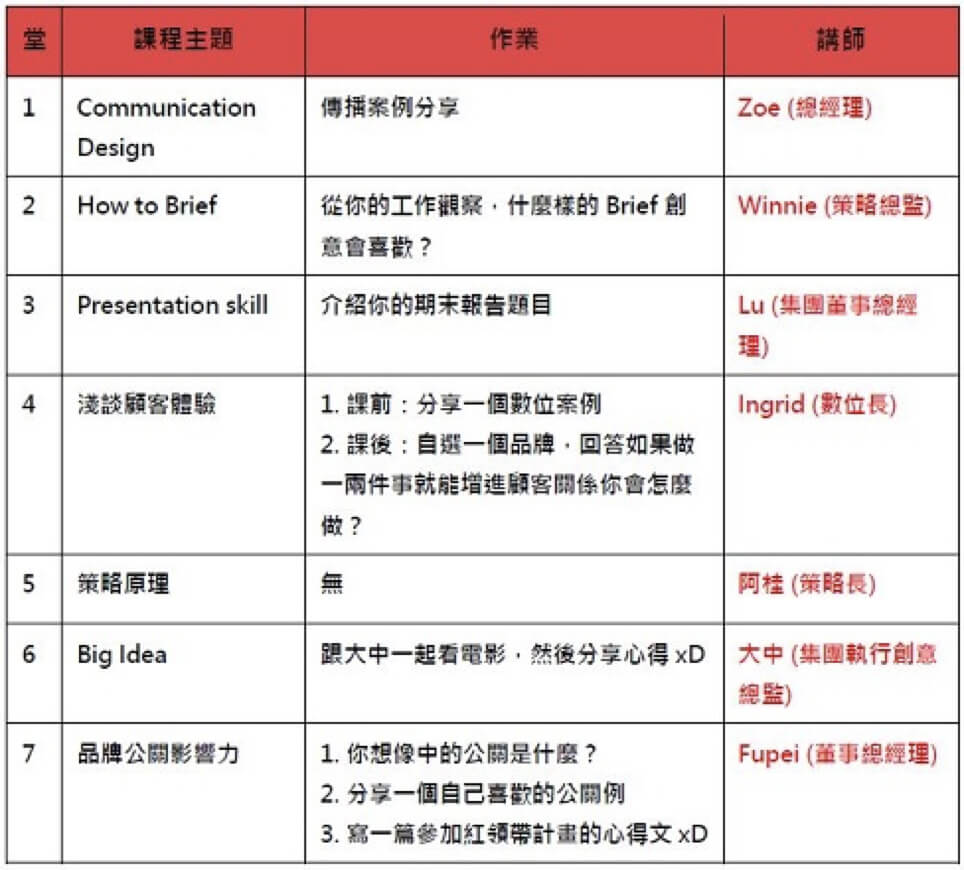 堂 課程主題 作業 講師
1 Communication Design 傳播案例分享 Zoe (總經理)
2 How to Brief 從你的工作觀察，什麼樣的 Brief 創意會喜歡？ Winnie (策略總監)
3 Presentation skill 介紹你的期末報告題目 Lu (集團董事總經理)
4 淺談顧客體驗 1. 課前：分享一個數位案例
2. 課後：自選一個品牌，回答如果做一兩件事就能增進顧客關係你會怎麼做？ Ingrid (數位長)
5 策略原理 無 阿桂 (策略長)
6 Big Idea 跟大中一起看電影，然後分享心得 xD 大中 (集團執行創意總監)
7 品牌公關影響力 1. 你想像中的公關是什麼？
2. 分享一個自己喜歡的公關例
3. 寫一篇參加紅領帶計畫的心得文 xD Fupei (董事總經理)